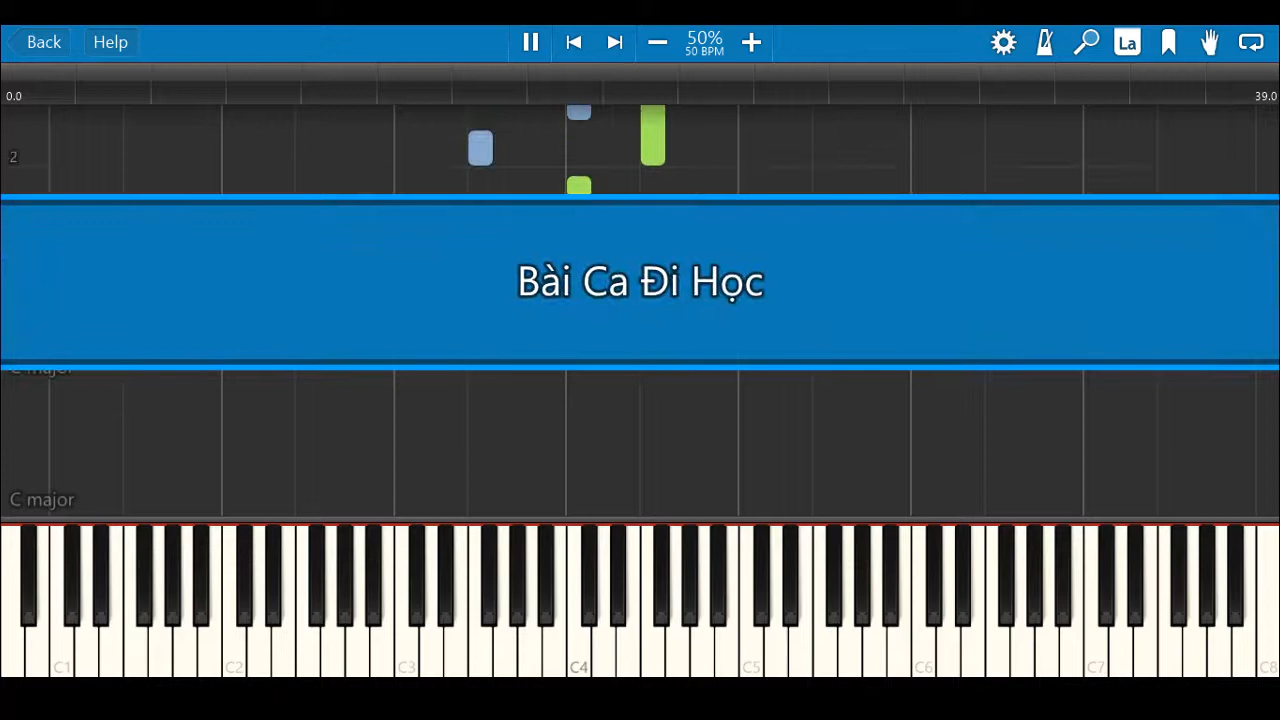 Back Help 50% La
50 BPM
0.0 39.0
2
Bài Ca Đi Học
C major
C major
C1 C2 C3 C4 C5 C6 C7 C8